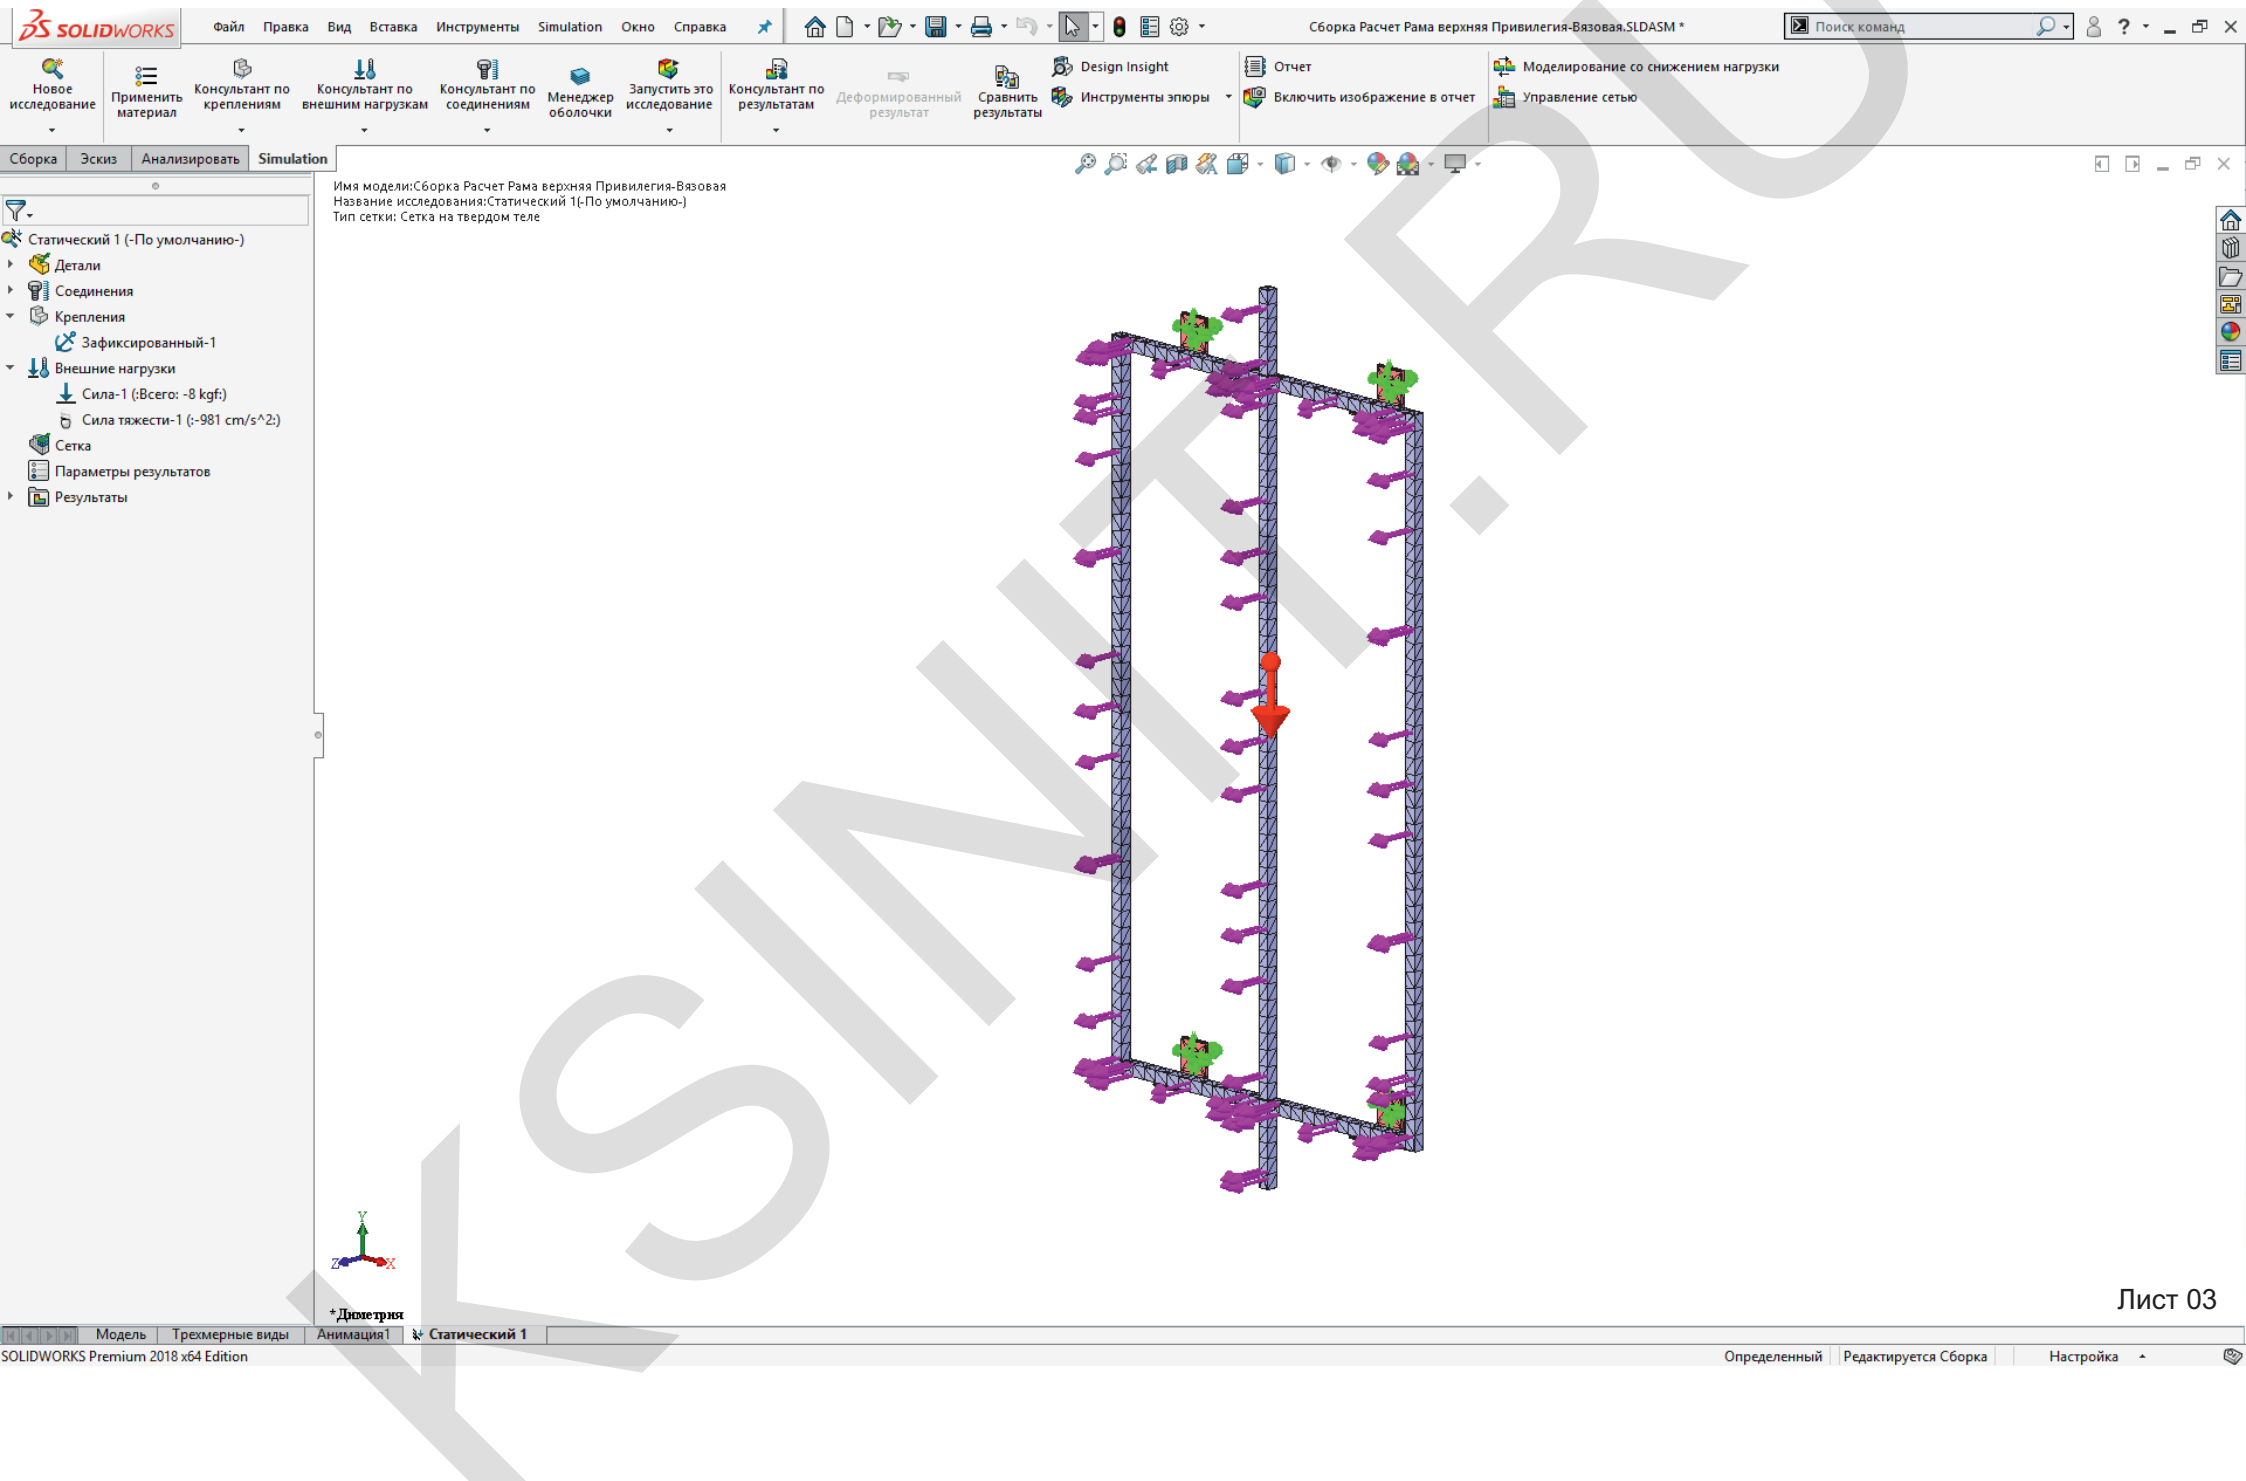 SOLIDWORKS
Файл Правка Вид Вставка Инструменты Simulation Окно Справка
Сборка Расчет Рама верхняя Привилегия-Вязовая.SLDASM *
Поиск команд
Новое исследование
Применить материал
Консультант по креплениям
Консультант по внешним нагрузкам
Консультант по соединениям
Менеджер оболочки
Запустить это исследование
Консультант по результатам
Деформированный результат
Сравнить результаты
Design Insight
Инструменты эпюры
Отчет
Включить изображение в отчет
Моделирование со снижением нагрузки
Управление сетью
Сборка Эскиз Анализировать Simulation
Имя модели:Сборка Расчет Рама верхняя Привилегия-Вязовая
Название исследования:Статический 1(-По умолчанию-)
Тип сетки: Сетка на твердом теле
Статический 1 (-По умолчанию-)
Детали
Соединения
Крепления
Зафиксированный-1
Внешние нагрузки
Сила-1 (:Всего: -8 kgf:)
Сила тяжести-1 (:-981 cm/s^2:)
Сетка
Параметры результатов
Результаты
Y
Z X
*Диметрия
Лист 03
Модель Трехмерные виды Анимация1 Статический 1
SOLIDWORKS Premium 2018 x64 Edition
Определенный Редактируется Сборка Настройка
KSINIT.RU